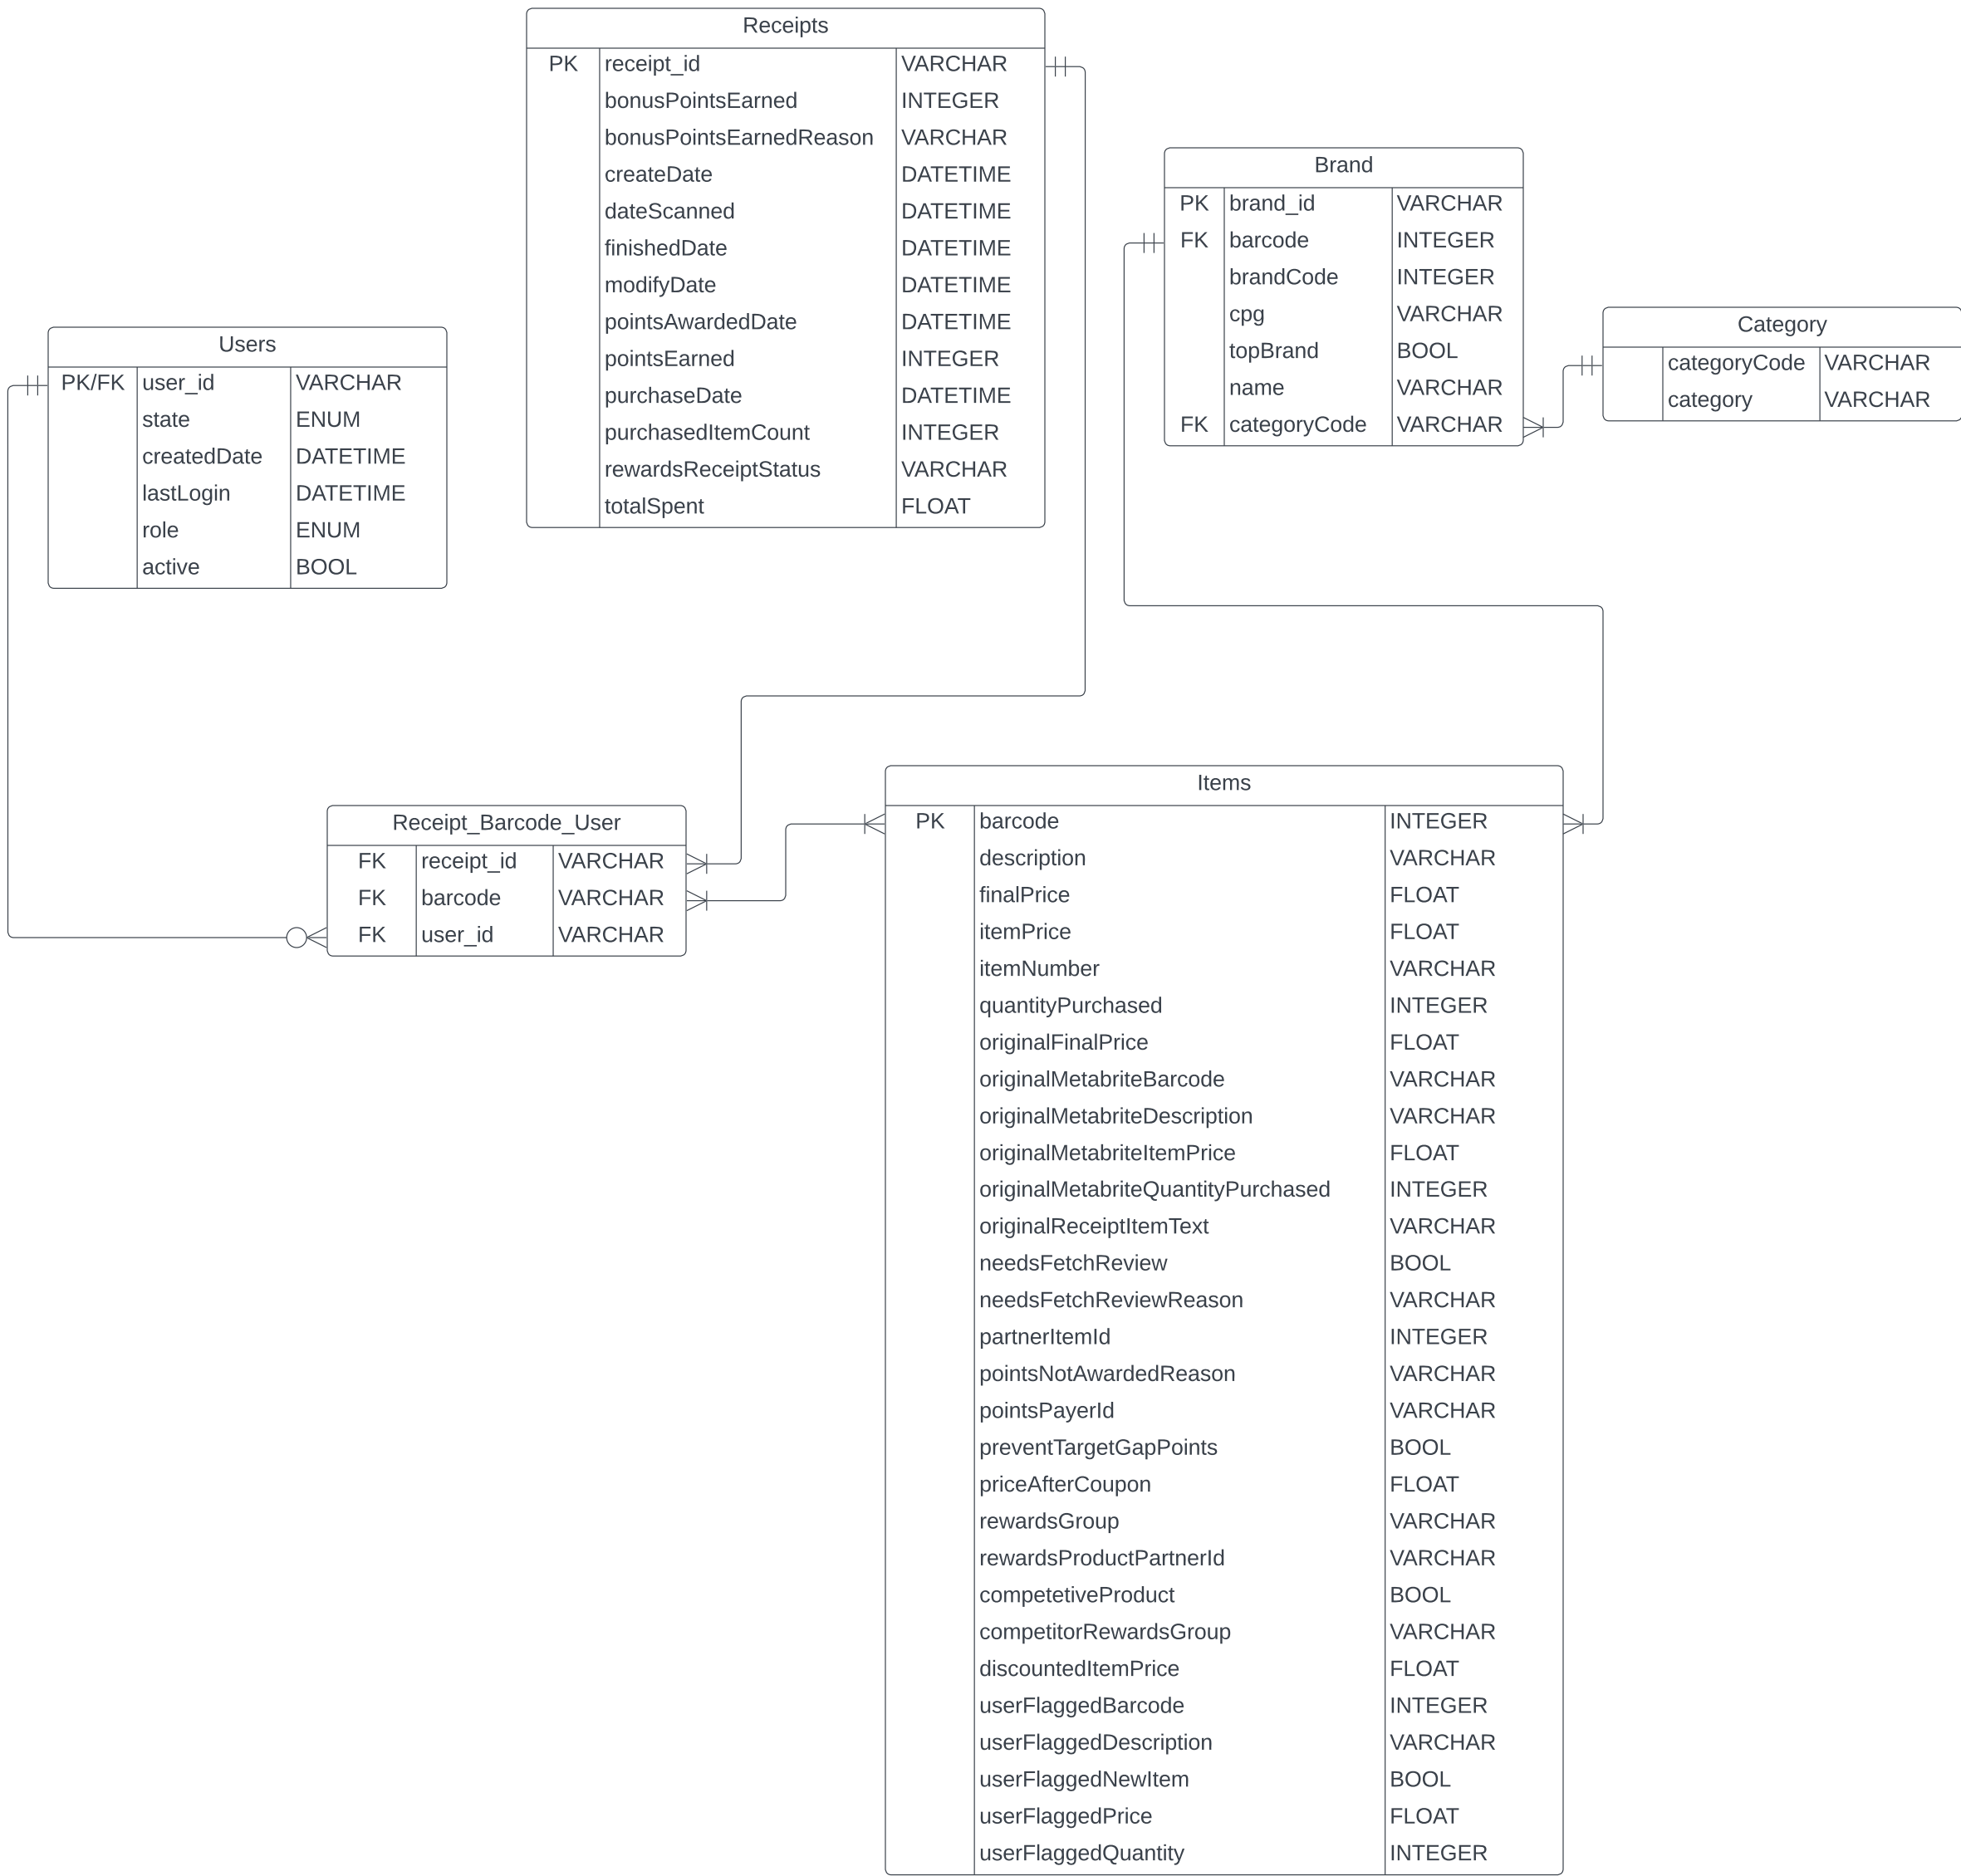 Receipts
PK receipt_id VARCHAR
bonusPointsEarned INTEGER
bonusPointsEarnedReason VARCHAR
createDate DATETIME
dateScanned DATETIME
finishedDate DATETIME
modifyDate DATETIME
pointsAwardedDate DATETIME
pointsEarned INTEGER
purchaseDate DATETIME
purchasedItemCount INTEGER
rewardsReceiptStatus VARCHAR
totalSpent FLOAT
Brand
PK brand_id VARCHAR
FK barcode INTEGER
brandCode INTEGER
cpg VARCHAR
topBrand BOOL
name VARCHAR
FK categoryCode VARCHAR
Category
categoryCode VARCHAR
category VARCHAR
Users
PK/FK user_id VARCHAR
state ENUM
createdDate DATETIME
lastLogin DATETIME
role ENUM
active BOOL
Receipt_Barcode_User
FK receipt_id VARCHAR
FK barcode VARCHAR
FK user_id VARCHAR
Items
PK barcode INTEGER
description VARCHAR
finalPrice FLOAT
itemPrice FLOAT
itemNumber VARCHAR
quantityPurchased INTEGER
originalFinalPrice FLOAT
originalMetabriteBarcode VARCHAR
originalMetabriteDescription VARCHAR
originalMetabriteItemPrice FLOAT
originalMetabriteQuantityPurchased INTEGER
originalReceiptItemText VARCHAR
needsFetchReview BOOL
needsFetchReviewReason VARCHAR
partnerItemId INTEGER
pointsNotAwardedReason VARCHAR
pointsPayerId VARCHAR
preventTargetGapPoints BOOL
priceAfterCoupon FLOAT
rewardsGroup VARCHAR
rewardsProductPartnerId VARCHAR
competetiveProduct BOOL
competitorRewardsGroup VARCHAR
discountedItemPrice FLOAT
userFlaggedBarcode INTEGER
userFlaggedDescription VARCHAR
userFlaggedNewItem BOOL
userFlaggedPrice FLOAT
userFlaggedQuantity INTEGER